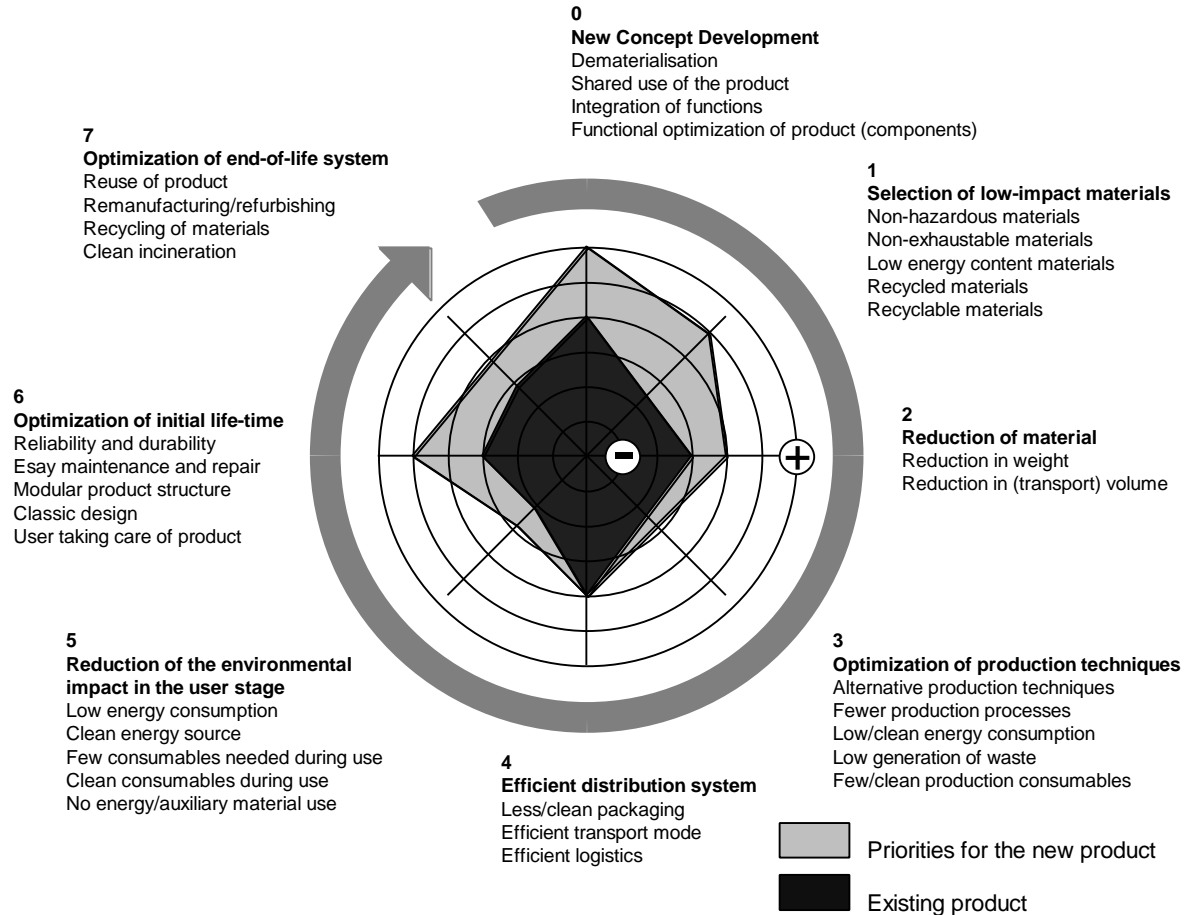 0
New Concept Development
Dematerialisation
Shared use of the product
Integration of functions
Functional optimization of product (components)
1
Selection of low-impact materials
Non-hazardous materials
Non-exhaustable materials
Low energy content materials
Recycled materials
Recyclable materials
2
Reduction of material
Reduction in weight
Reduction in (transport) volume
3
Optimization of production techniques
Alternative production techniques
Fewer production processes
Low/clean energy consumption
Low generation of waste
Few/clean production consumables
4
Efficient distribution system
Less/clean packaging
Efficient transport mode
Efficient logistics
5
Reduction of the environmental
impact in the user stage
Low energy consumption
Clean energy source
Few consumables needed during use
Clean consumables during use
No energy/auxiliary material use
6
Optimization of initial life-time
Reliability and durability
Esay maintenance and repair
Modular product structure
Classic design
User taking care of product
7
Optimization of end-of-life system
Reuse of product
Remanufacturing/refurbishing
Recycling of materials
Clean incineration
-
+
Priorities for the new product
Existing product